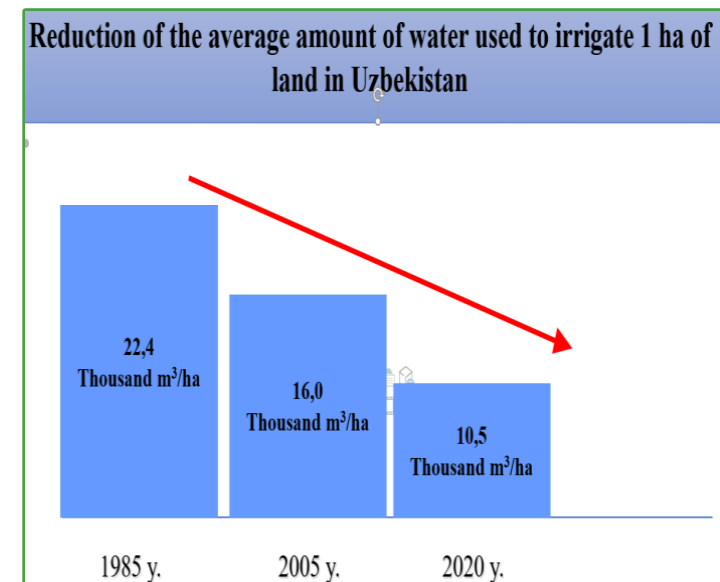 Reduction of the average amount of water used to irrigate 1 ha of
land in Uzbekistan
22,4
Thousand m³/ha
16,0
Thousand m³/ha
10,5
Thousand m³/ha
1985 y.
2005 y.
2020 y.